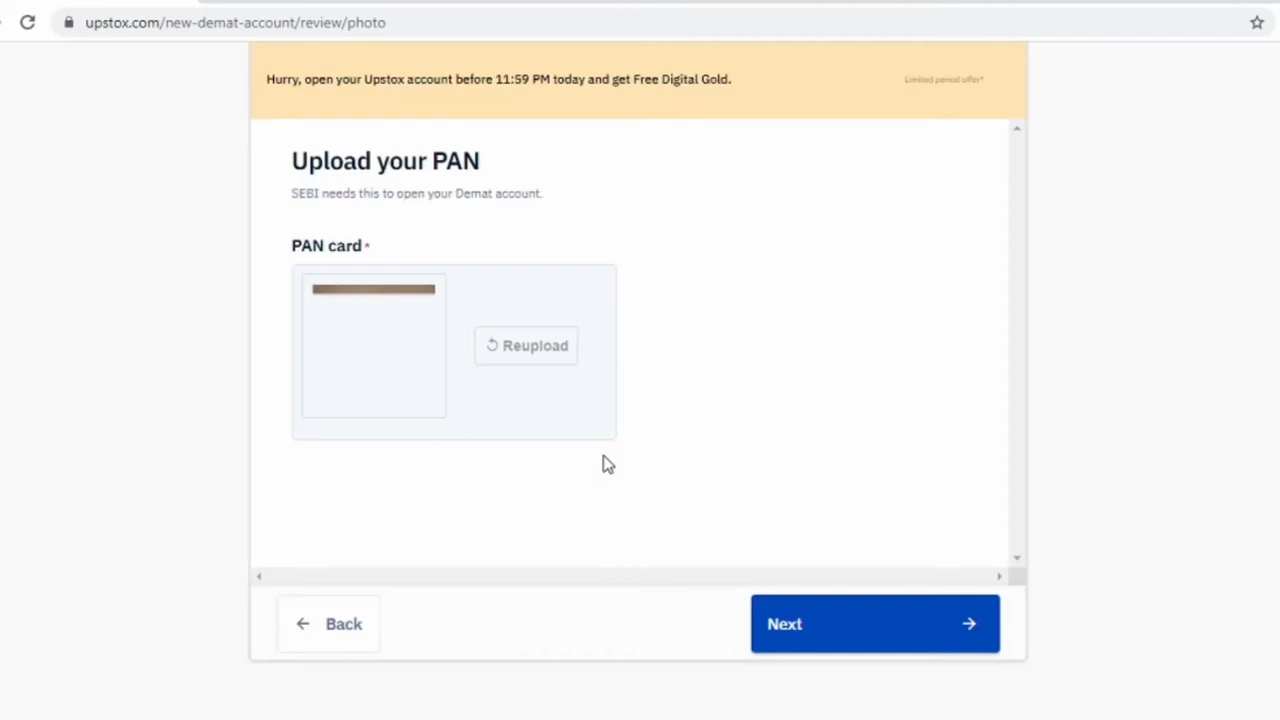 upstox.com/new-demat-account/review/photo
Hurry, open your Upstox account before 11:59 PM today and get Free Digital Gold.
Limited period offer*
Upload your PAN
SEBI needs this to open your Demat account.
PAN card*
Reupload
Back
Next